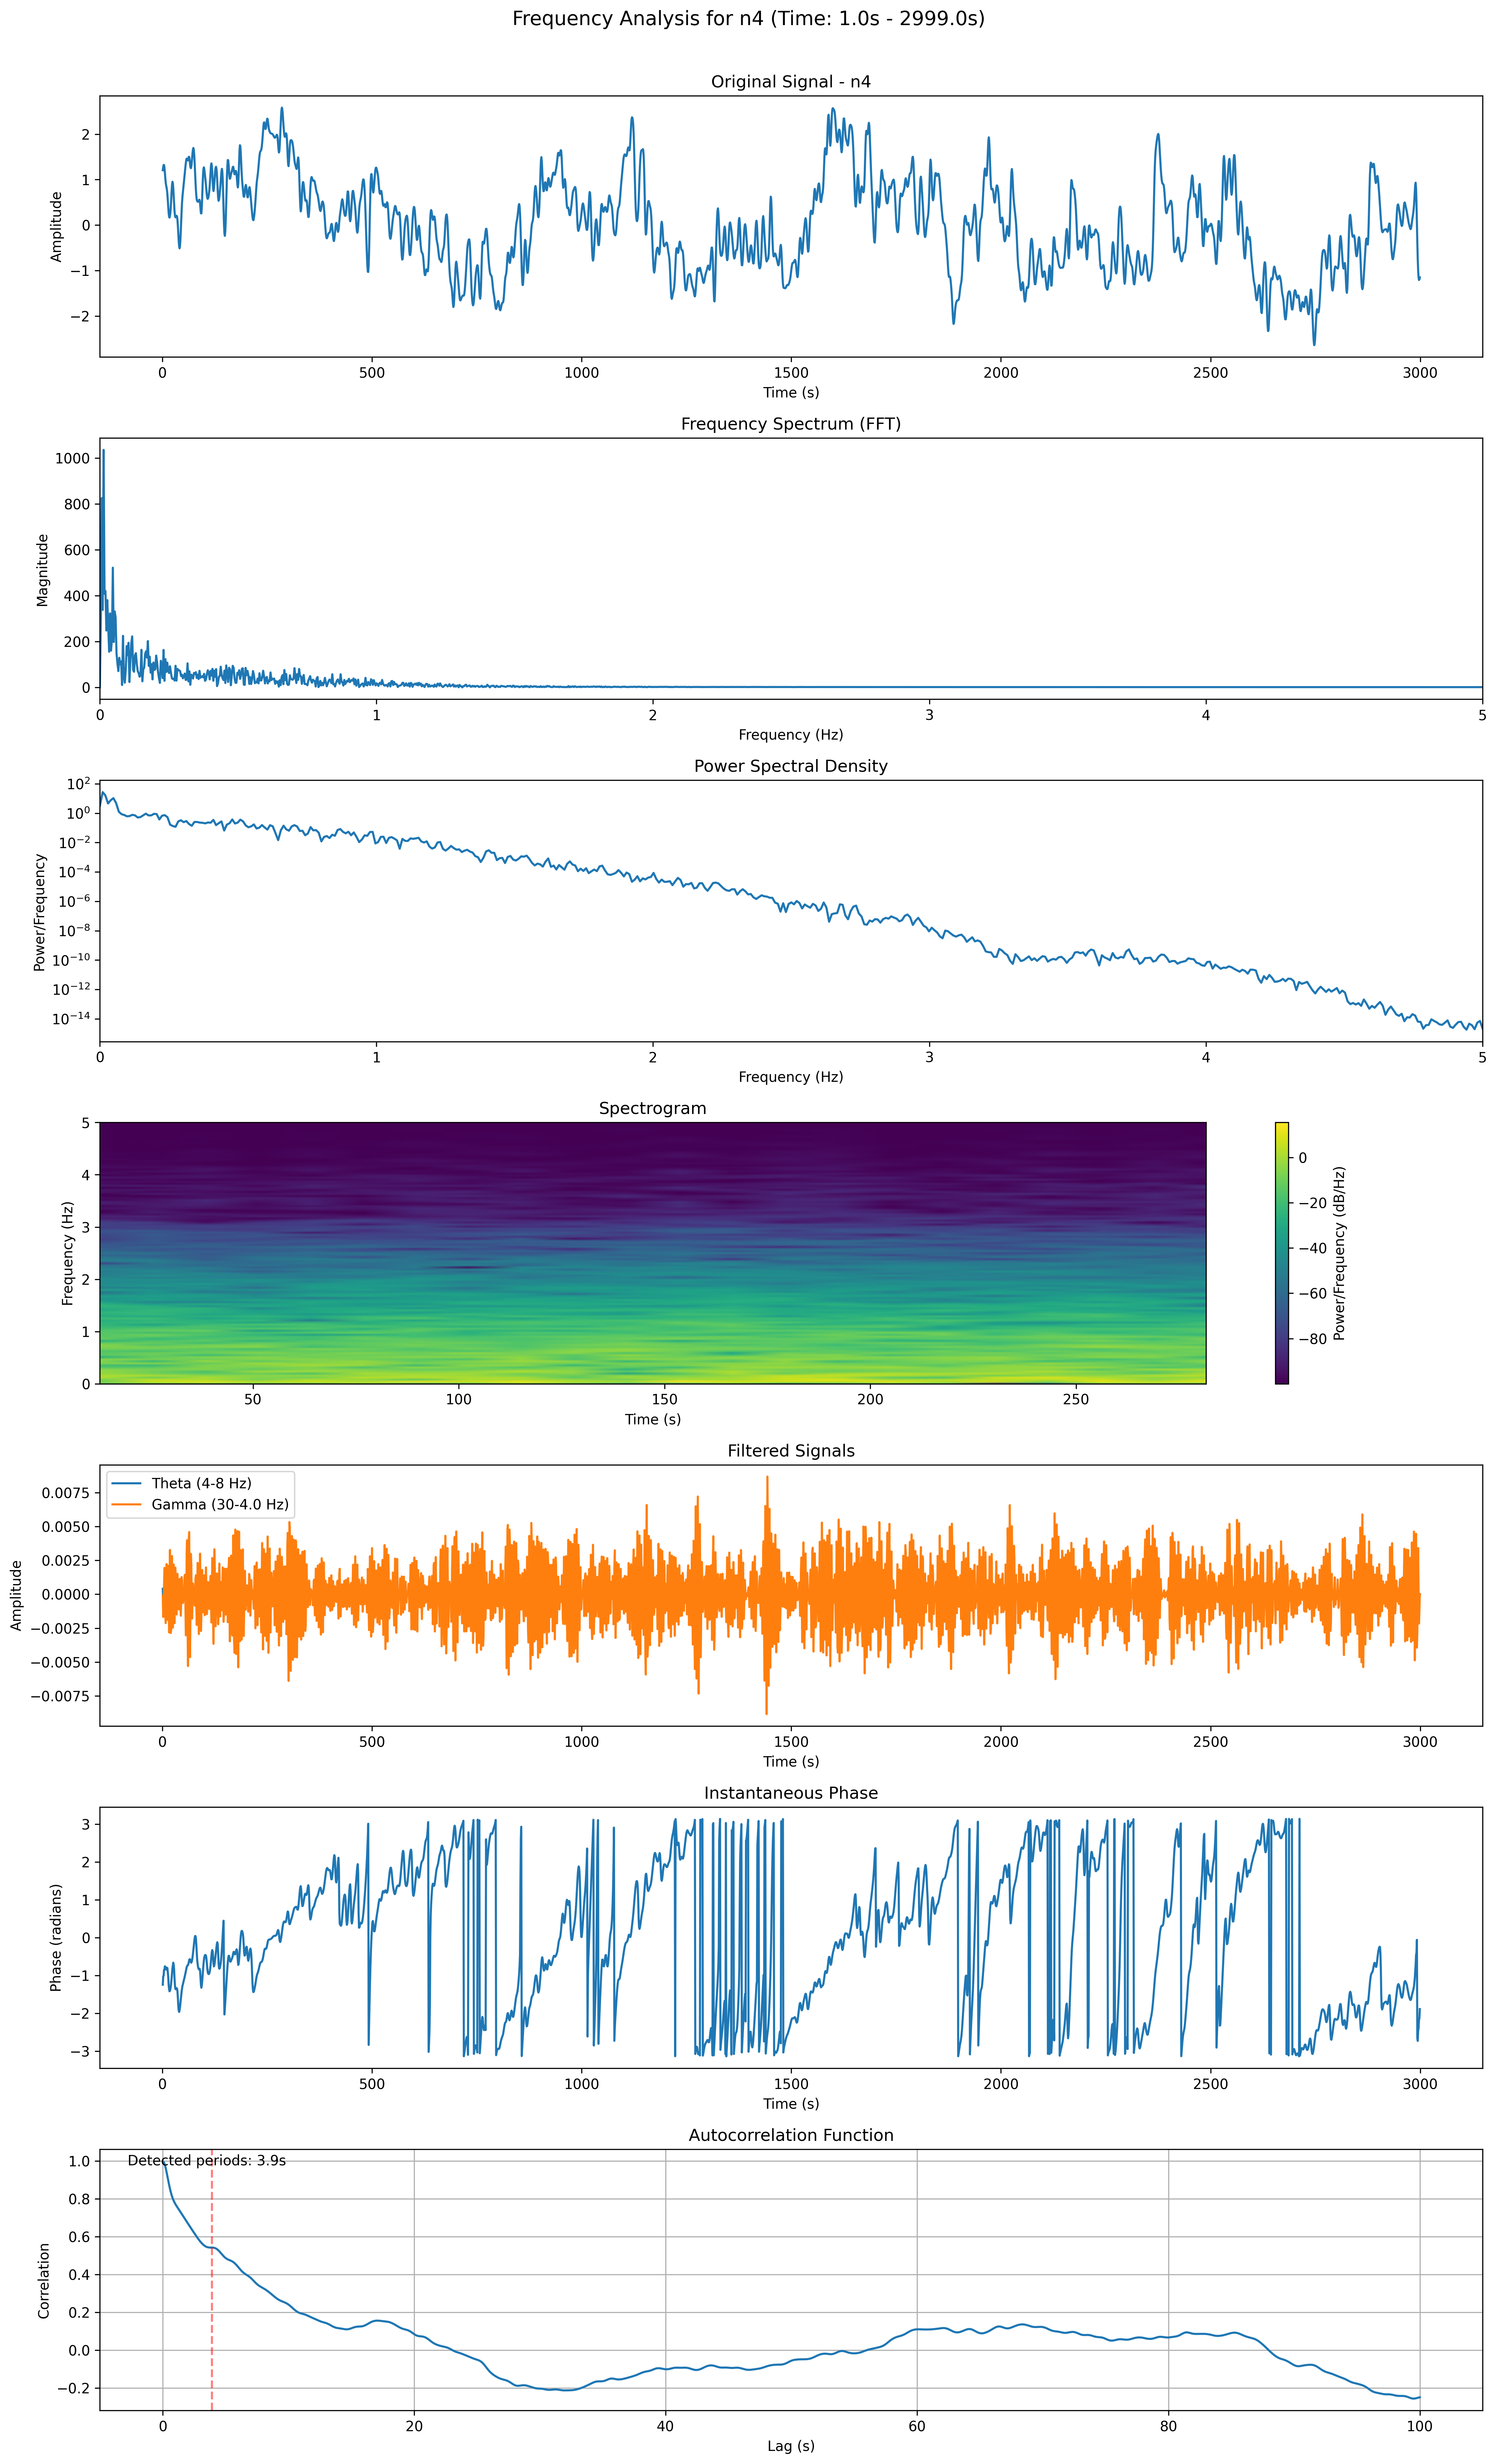 Frequency Analysis for n4 (Time: 1.0s - 2999.0s)
Original Signal - n4
Amplitude
2
1
0
−1
−2
0 500 1000 1500 2000 2500 3000
Time (s)
Frequency Spectrum (FFT)
Magnitude
1000
800
600
400
200
0
0 1 2 3 4 5
Frequency (Hz)
Power Spectral Density
Power/Frequency
10²
10⁰
10⁻²
10⁻⁴
10⁻⁶
10⁻⁸
10⁻¹⁰
10⁻¹²
10⁻¹⁴
0 1 2 3 4 5
Frequency (Hz)
Spectrogram
Frequency (Hz)
5
4
3
2
1
0
50 100 150 200 250
Time (s)
0
−20
−40
−60
−80
Power/Frequency (dB/Hz)
Filtered Signals
Theta (4-8 Hz)
Gamma (30-4.0 Hz)
Amplitude
0.0075
0.0050
0.0025
0.0000
−0.0025
−0.0050
−0.0075
0 500 1000 1500 2000 2500 3000
Time (s)
Instantaneous Phase
Phase (radians)
3
2
1
0
−1
−2
−3
0 500 1000 1500 2000 2500 3000
Time (s)
Autocorrelation Function
Detected periods: 3.9s
Correlation
1.0
0.8
0.6
0.4
0.2
0.0
−0.2
0 20 40 60 80 100
Lag (s)